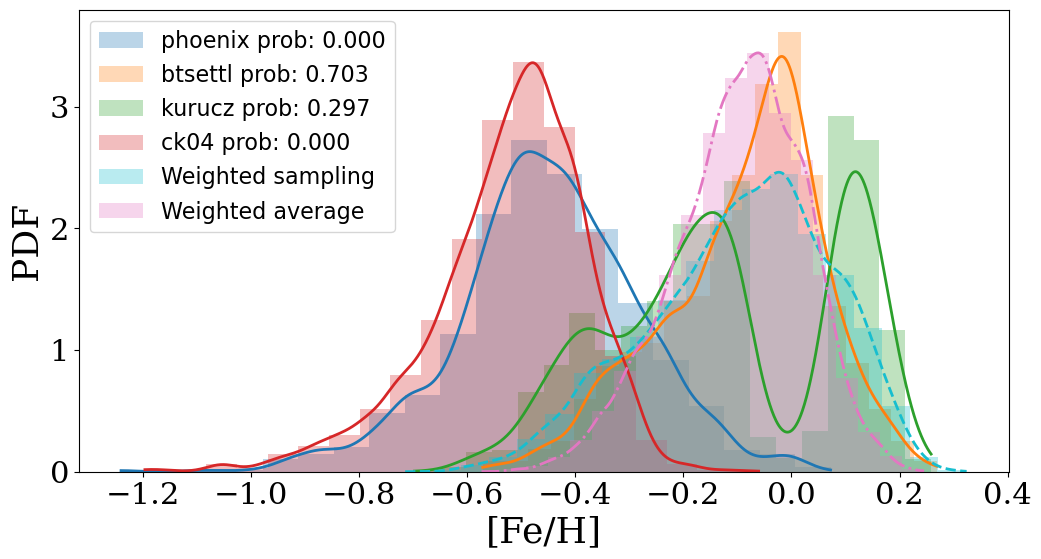 phoenix prob: 0.000
btsettl prob: 0.703
kurucz prob: 0.297
ck04 prob: 0.000
Weighted sampling
Weighted average
PDF
3
2
1
0
−1.2 −1.0 −0.8 −0.6 −0.4 −0.2 0.0 0.2 0.4
[Fe/H]